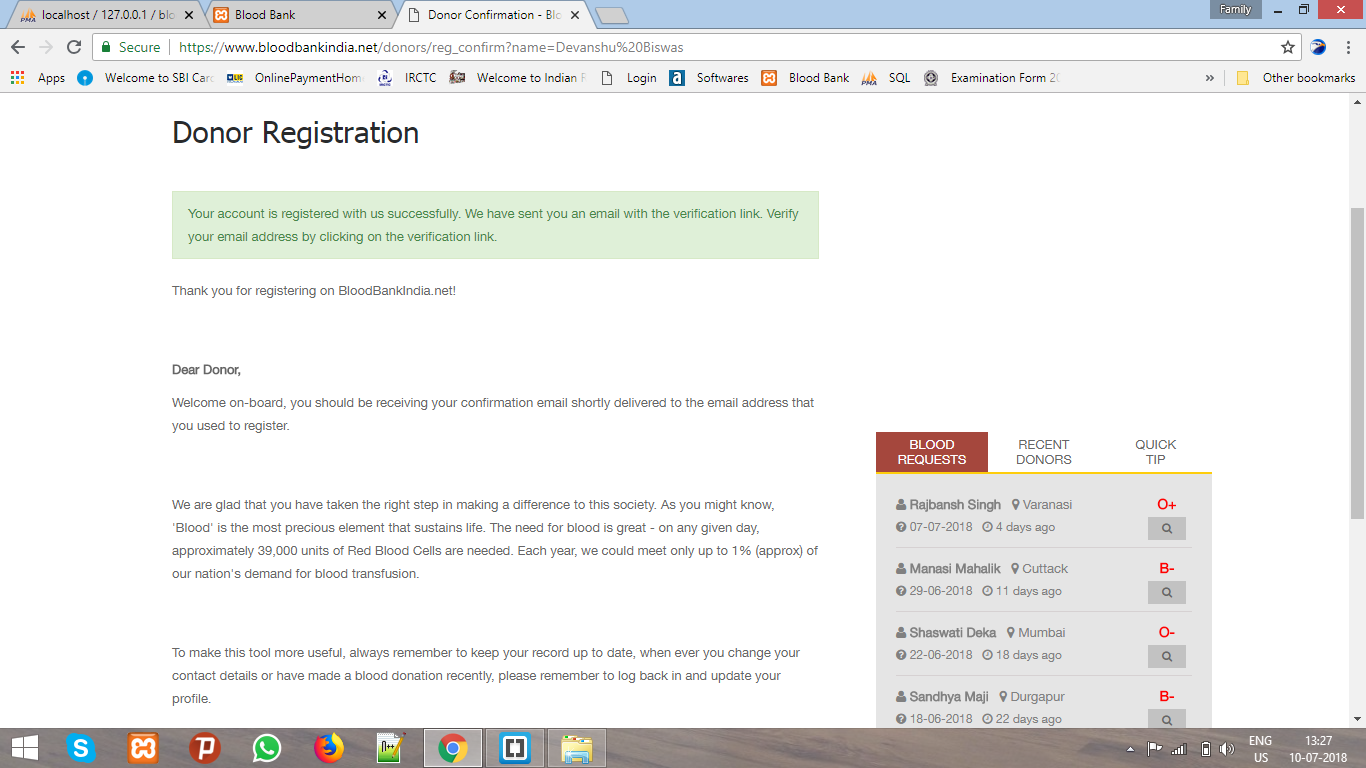 localhost / 127.0.0.1 / blo
Blood Bank
Donor Confirmation - Blo
Family
Secure
https://www.bloodbankindia.net/donors/reg_confirm?name=Devanshu%20Biswas
Apps
Welcome to SBI Card
LIC
OnlinePaymentHom
IRCTC
Welcome to Indian R
Login
Softwares
Blood Bank
SQL
Examination Form 20
»
Other bookmarks
Donor Registration
Your account is registered with us successfully. We have sent you an email with the verification link. Verify
your email address by clicking on the verification link.
Thank you for registering on BloodBankIndia.net!
Dear Donor,
Welcome on-board, you should be receiving your confirmation email shortly delivered to the email address that
you used to register.
We are glad that you have taken the right step in making a difference to this society. As you might know,
'Blood' is the most precious element that sustains life. The need for blood is great - on any given day,
approximately 39,000 units of Red Blood Cells are needed. Each year, we could meet only up to 1% (approx) of
our nation's demand for blood transfusion.
To make this tool more useful, always remember to keep your record up to date, when ever you change your
contact details or have made a blood donation recently, please remember to log back in and update your
profile.
BLOOD
REQUESTS
RECENT
DONORS
QUICK
TIP
Rajbansh Singh Varanasi O+
07-07-2018 4 days ago
Manasi Mahalik Cuttack B-
29-06-2018 11 days ago
Shaswati Deka Mumbai O-
22-06-2018 18 days ago
Sandhya Maji Durgapur B-
18-06-2018 22 days ago
ENG
US
13:27
10-07-2018